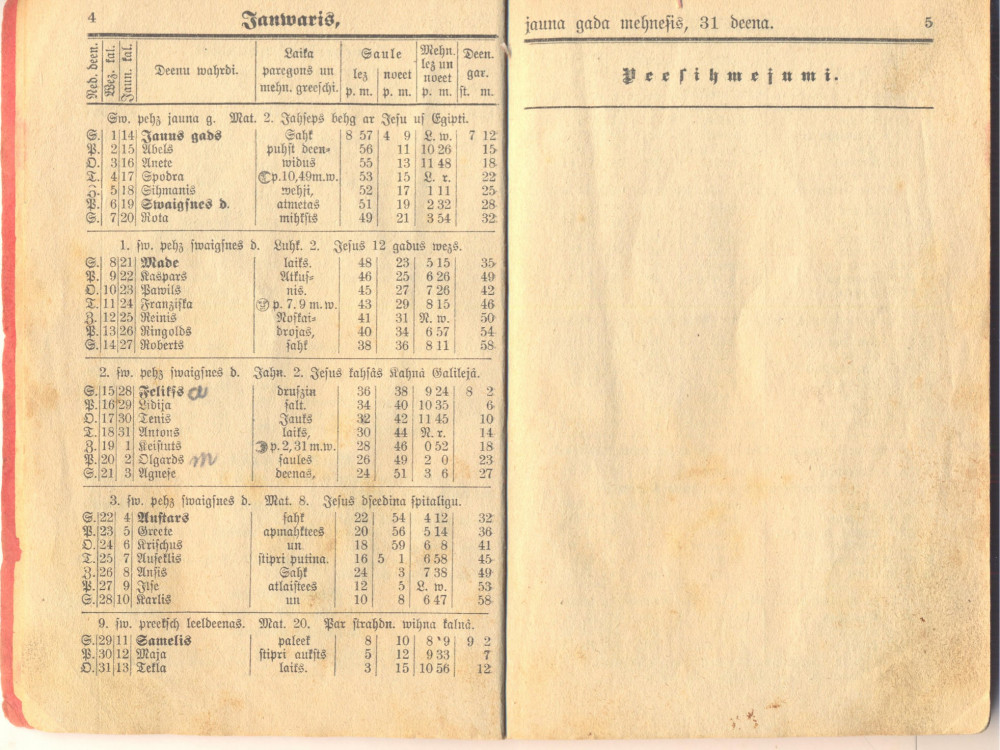 4 Janwaris,
Ned. deen. Wez. kal. Jaun. kal. Deenu wahrdi. Laika paregons un mehn. greeschi. Saule lez p. m. noeet p. m. Mehn. lez un noeet p. m. Deen. gar. st. m.
Sw. pehz jauna g. Mat. 2. Jahseps behg ar Jesu us Egipti.
S. 1 14 Jauns gads Sahk 8 57 4 9 L. w. 7 12
P. 2 15 Abels puhst deen= 56 11 10 26 15
O. 3 16 Anete widus 55 13 11 48 18
T. 4 17 Spodra p. 10,49 m. w. 53 15 L. r. 22
Z. 5 18 Sihmanis wehji, 52 17 1 11 25
P. 6 19 Swaigsnes d. atmetas 51 19 2 32 28
S. 7 20 Rota mihksts 49 21 3 54 32
1. sw. pehz swaigsnes d. Luhk. 2. Jesus 12 gadus wezs.
S. 8 21 Made laiks. 48 23 5 15 35
P. 9 22 Kaspars Atkus= 46 25 6 26 49
O. 10 23 Pawils nis. 45 27 7 26 42
T. 11 24 Franziska p. 7. 9 m. w. 43 29 8 15 46
Z. 12 25 Reinis Noskai= 41 31 N. w. 50
P. 13 26 Ringolds drojas, 40 34 6 57 54
S. 14 27 Roberts sahk 38 36 8 11 58
2. sw. pehz swaigsnes d. Jahn. 2. Jesus kahsâs Kahnâ Galilejâ.
S. 15 28 Felikss a drusziņ 36 38 9 24 8 2
P. 16 29 Lidija salt. 34 40 10 35 6
O. 17 30 Tenis Jauks 32 42 11 45 10
T. 18 31 Antons laiks, 30 44 N. r. 14
Z. 19 1 Keistuts p. 2,31 m. w. 28 46 0 52 18
P. 20 2 Olgards m saules 26 49 2 0 23
S. 21 3 Agnese deenas, 24 51 3 6 27
3. sw. pehz swaigsnes d. Mat. 8. Jesus dseedina spitaligu.
S. 22 4 Austars sahk 22 54 4 12 32
P. 23 5 Greete apmahktees 20 56 5 14 36
O. 24 6 Krischus un 18 59 6 8 41
T. 25 7 Auseklis stipri putina. 16 5 1 6 58 45
Z. 26 8 Ansis Sahk 24 3 7 38 49
P. 27 9 Ilse atlaistees 12 5 L. w. 53
S. 28 10 Karlis un 10 8 6 47 58
9. sw. preeksch leeldeenas. Mat. 20. Par strahdn. wihna kalnâ.
S. 29 11 Samelis paleek 8 10 8 9 9 2
P. 30 12 Maja stipri auksts 5 12 9 33 7
O. 31 13 Tekla laiks. 3 15 10 56 12
jauna gada mehnesis, 31 deena. 5
Peesihmejumi.